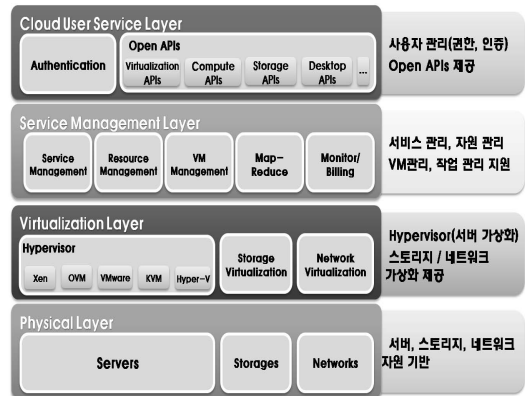 Cloud User Service Layer
Authentication
Open APIs
Virtualization APIs
Compute APIs
Storage APIs
Desktop APIs
...
사용자 관리(권한, 인증)
Open APIs 제공
Service Management Layer
Service Management
Resource Management
VM Management
Map-Reduce
Monitor/Billing
서비스 관리, 자원 관리
VM관리, 작업 관리 지원
Virtualization Layer
Hypervisor
Xen
OVM
VMware
KVM
Hyper-V
Storage Virtualization
Network Virtualization
Hypervisor(서버 가상화)
스토리지 / 네트워크
가상화 제공
Physical Layer
Servers
Storages
Networks
서버, 스토리지, 네트워크
자원 기반